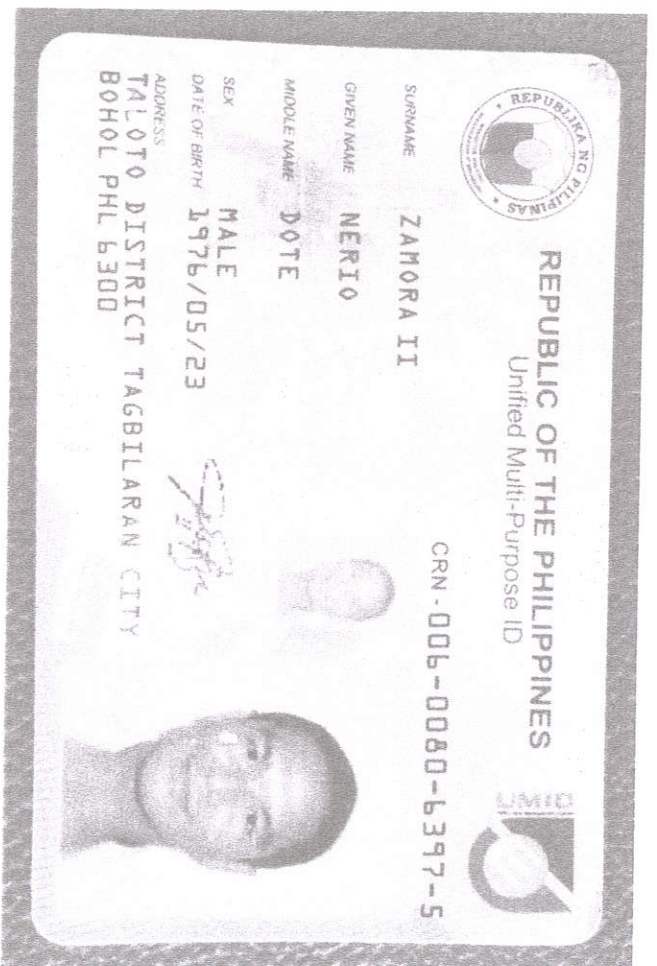 REPUBLIKA NG PILIPINAS
REPUBLIC OF THE PHILIPPINES
Unified Multi-Purpose ID
UMID
CRN - 006-0080-6397-5
SURNAME ZAMORA II
GIVEN NAME NERIO
MIDDLE NAME DOTE
SEX MALE
DATE OF BIRTH 1976/05/23
ADDRESS
TALOTO DISTRICT TAGBILARAN CITY
BOHOL PHL 6300